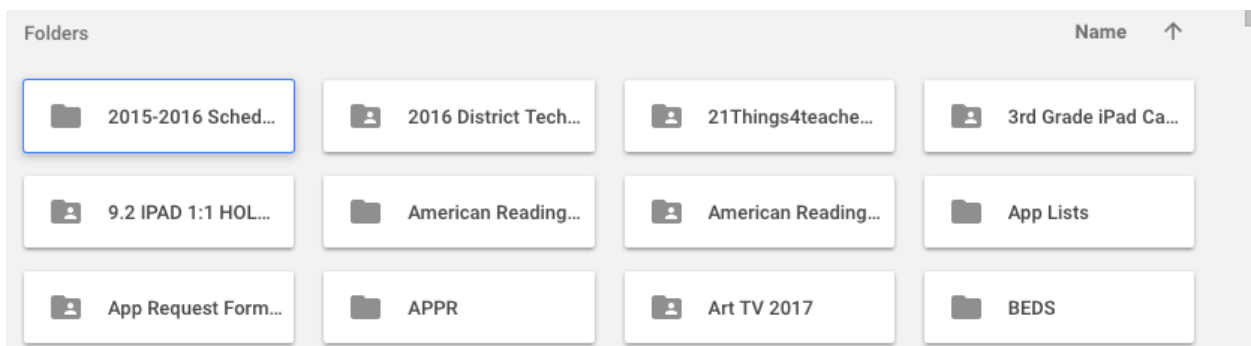 Folders Name
2015-2016 Sched... 2016 District Tech... 21Things4teache... 3rd Grade iPad Ca...
9.2 IPAD 1:1 HOL... American Reading... American Reading... App Lists
App Request Form... APPR Art TV 2017 BEDS